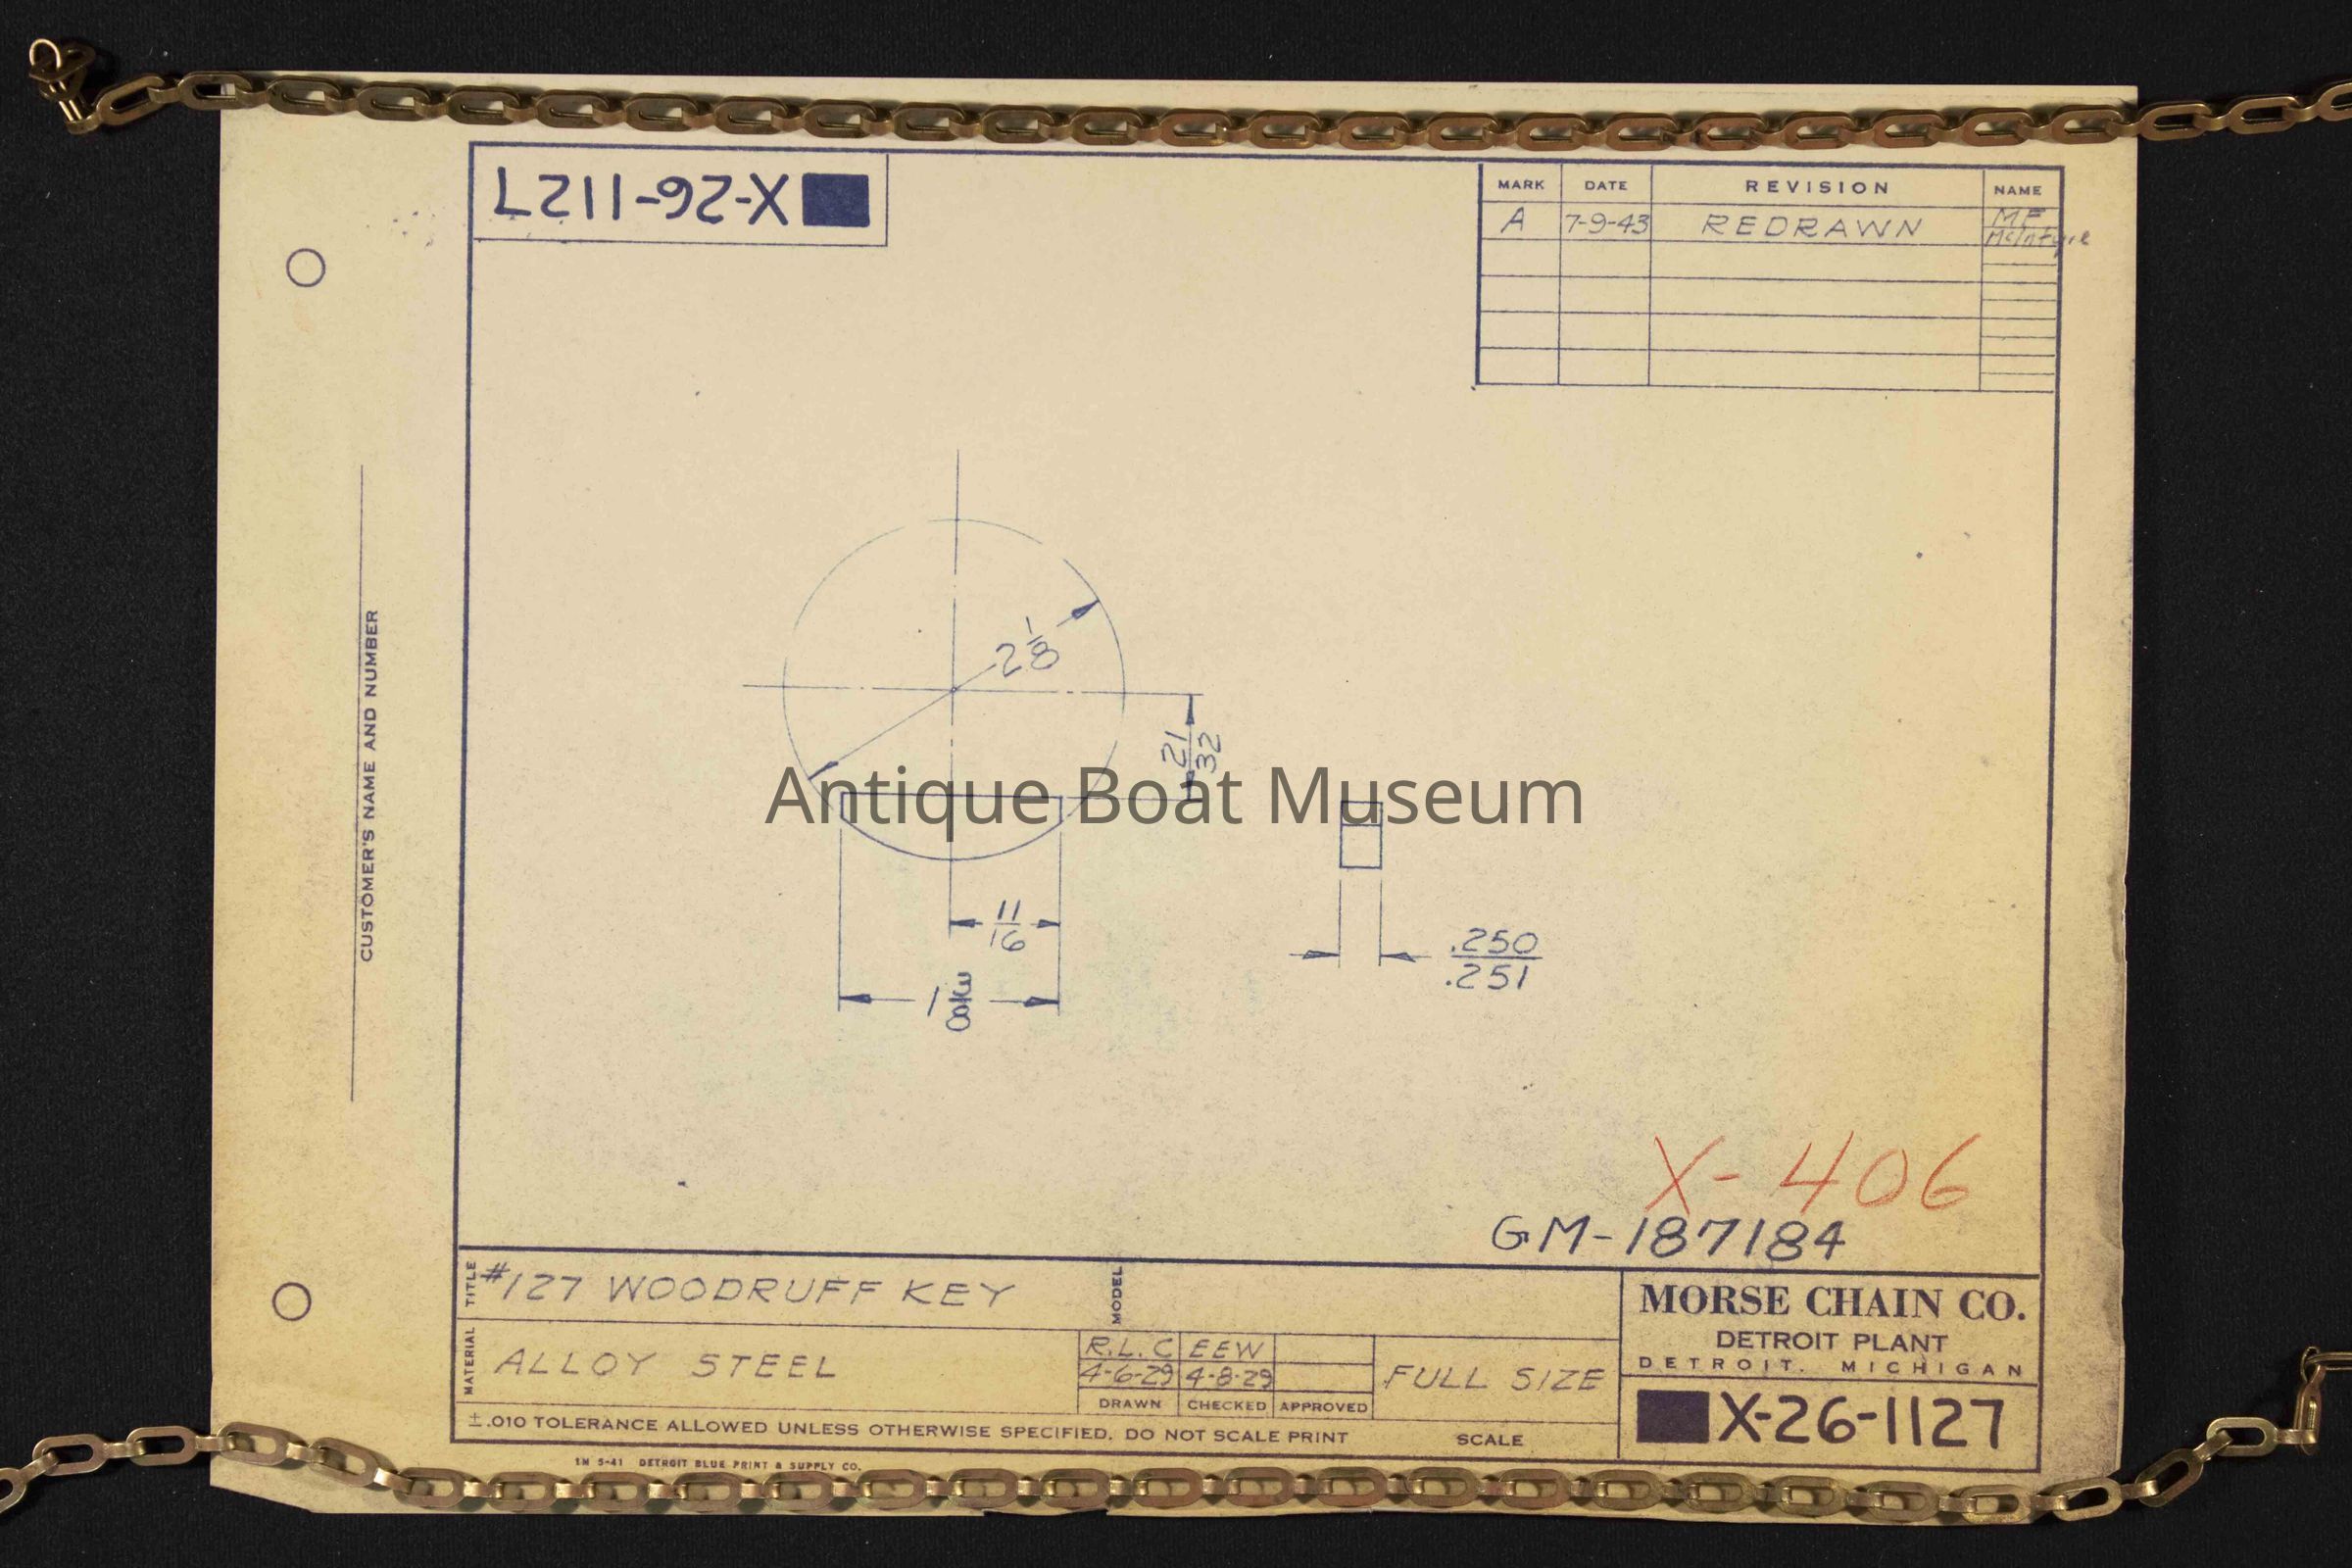 X-26-1127
MARK DATE REVISION NAME
A 7-9-43 REDRAWN MF
McIntyre
CUSTOMER'S NAME AND NUMBER
2 1/8
21/32
Antique Boat Museum
11/16
1 3/8
.250
.251
X-406
GM-187184
TITLE #127 WOODRUFF KEY MODEL
MATERIAL ALLOY STEEL
R.L.C EEW
4-6-29 4-8-29
DRAWN CHECKED APPROVED
FULL SIZE
SCALE
±.010 TOLERANCE ALLOWED UNLESS OTHERWISE SPECIFIED. DO NOT SCALE PRINT
MORSE CHAIN CO.
DETROIT PLANT
DETROIT. MICHIGAN
X-26-1127
1M 5-41 DETROIT BLUE PRINT & SUPPLY CO.